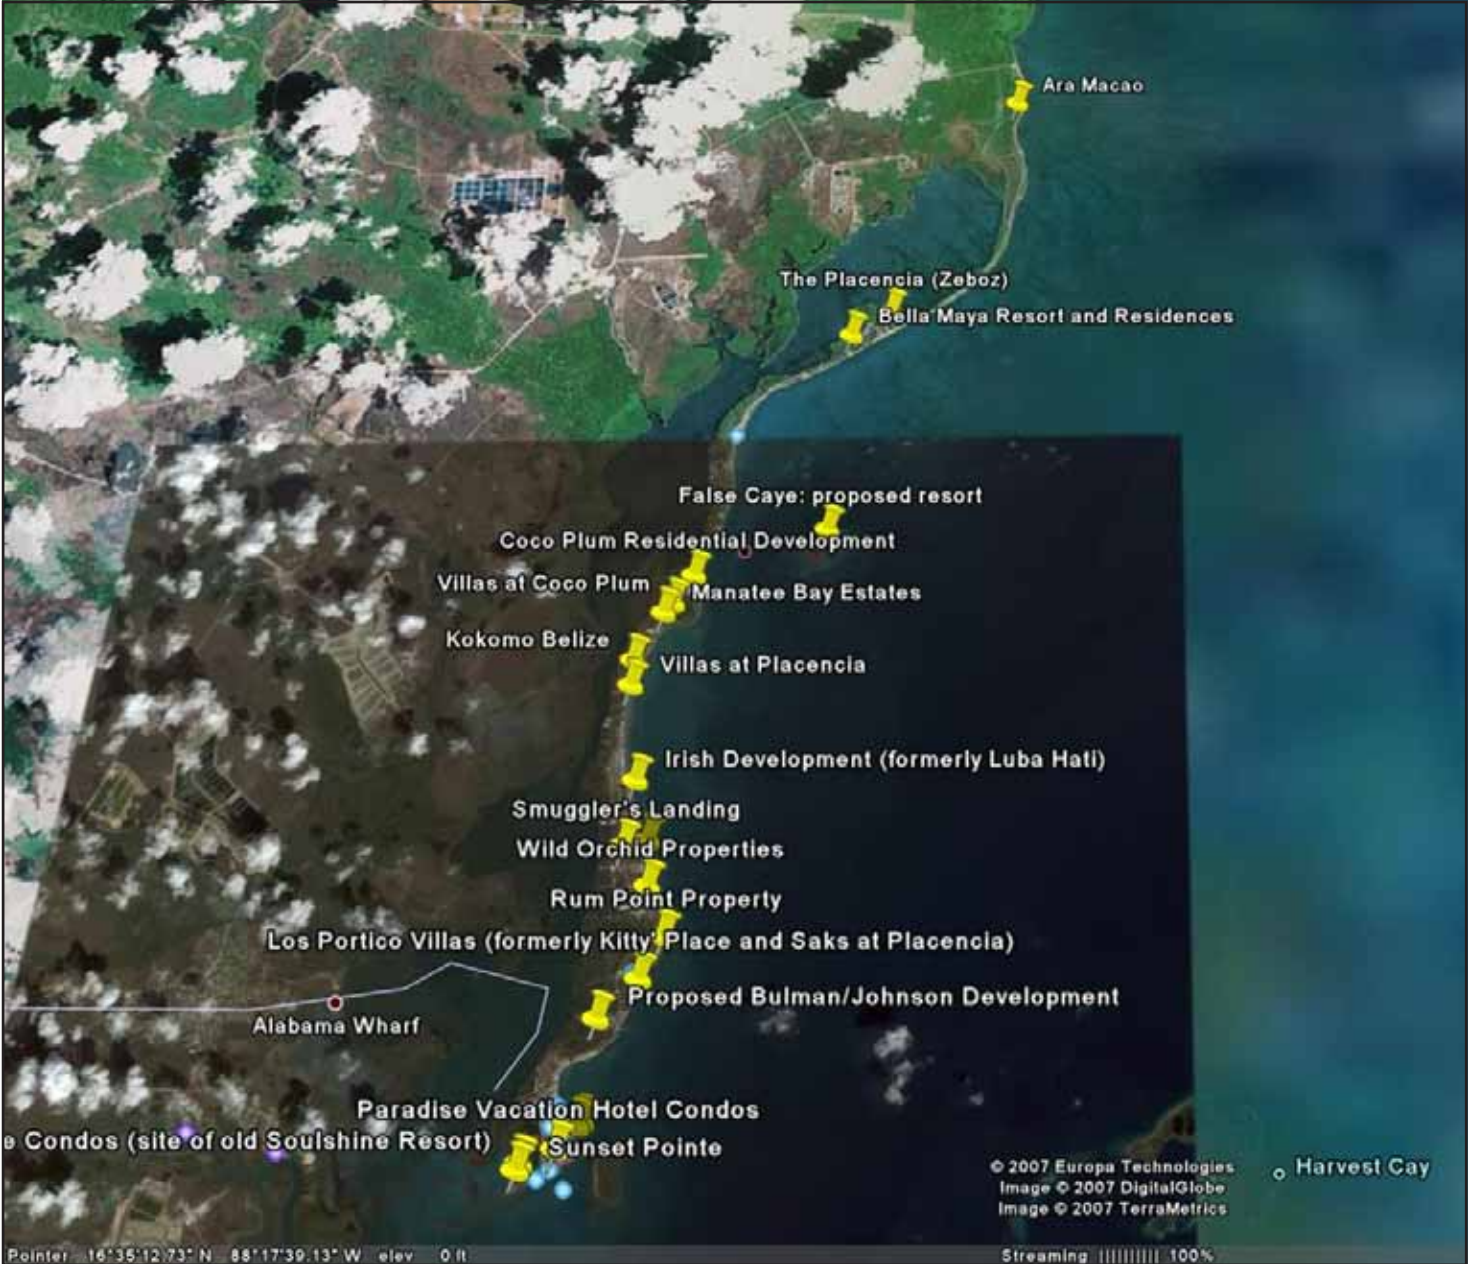 Ara Macao
The Placencia (Zeboz)
Bella Maya Resort and Residences
False Caye: proposed resort
Coco Plum Residential Development
Villas at Coco Plum
Manatee Bay Estates
Kokomo Belize
Villas at Placencia
Irish Development (formerly Luba Hati)
Smuggler's Landing
Wild Orchid Properties
Rum Point Property
Los Portico Villas (formerly Kitty' Place and Saks at Placencia)
Proposed Bulman/Johnson Development
Alabama Wharf
Paradise Vacation Hotel Condos
e Condos (site of old Soulshine Resort)
Sunset Pointe
© 2007 Europa Technologies
Image © 2007 DigitalGlobe
Image © 2007 TerraMetrics
Harvest Cay
Pointer 16°35'12.73" N 88°17'39.13" W elev 0 ft
Streaming |||||||||| 100%